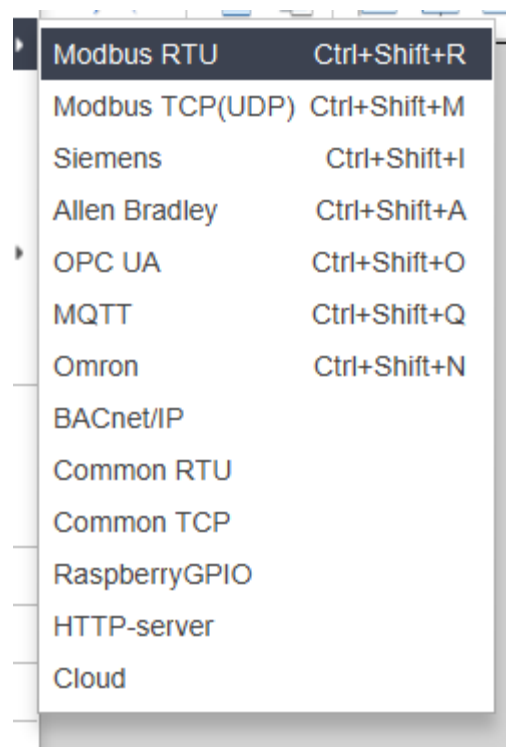 Modbus RTU Ctrl+Shift+R
Modbus TCP(UDP) Ctrl+Shift+M
Siemens Ctrl+Shift+I
Allen Bradley Ctrl+Shift+A
OPC UA Ctrl+Shift+O
MQTT Ctrl+Shift+Q
Omron Ctrl+Shift+N
BACnet/IP
Common RTU
Common TCP
RaspberryGPIO
HTTP-server
Cloud